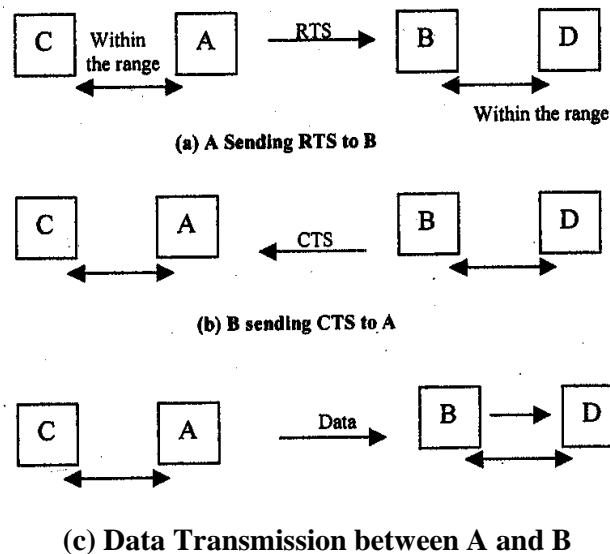 C Within the range A RTS B D
Within the range
(a) A Sending RTS to B
C A CTS B D
(b) B sending CTS to A
C A Data B D
(c) Data Transmission between A and B